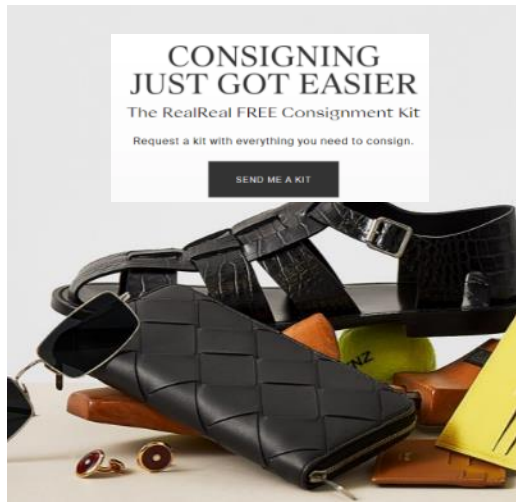 CONSIGNING
JUST GOT EASIER
The RealReal FREE Consignment Kit
Request a kit with everything you need to consign.
SEND ME A KIT